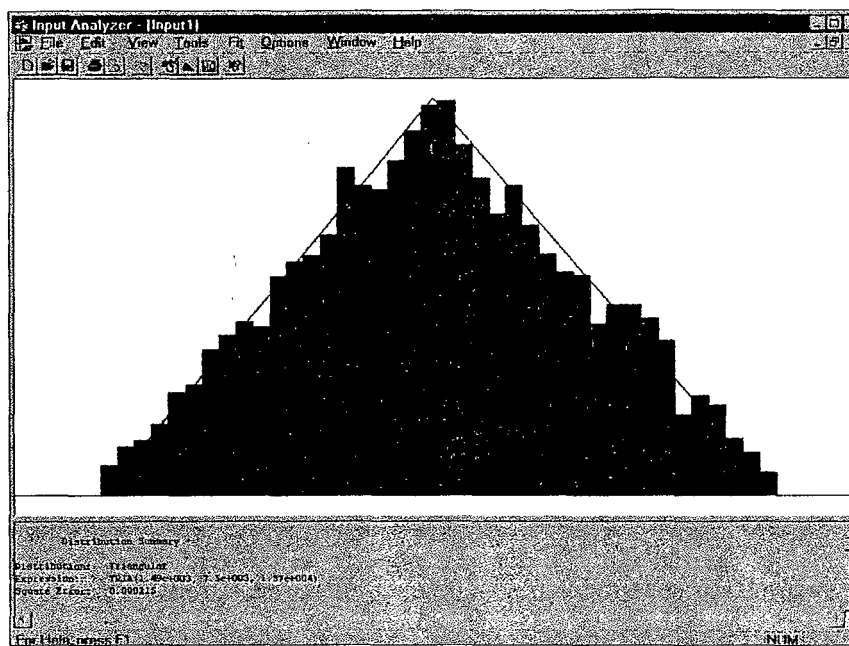 Input Analyzer - [Input1]
File Edit View Tools Fit Options Window Help
Distribution Summary
Distribution: Triangular
Expression: TRIA(1.49e+003, 7.5e+003, 1.37e+004)
Square Error: 0.000215
For Help, press F1 NUM